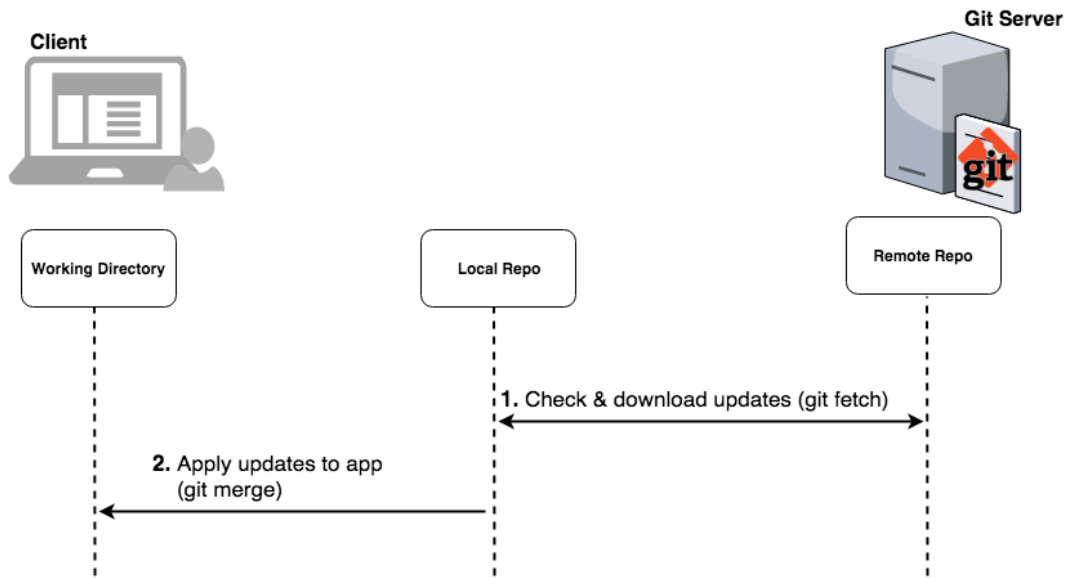 Git Server
Client
git
Working Directory
Local Repo
Remote Repo
1. Check & download updates (git fetch)
2. Apply updates to app
(git merge)